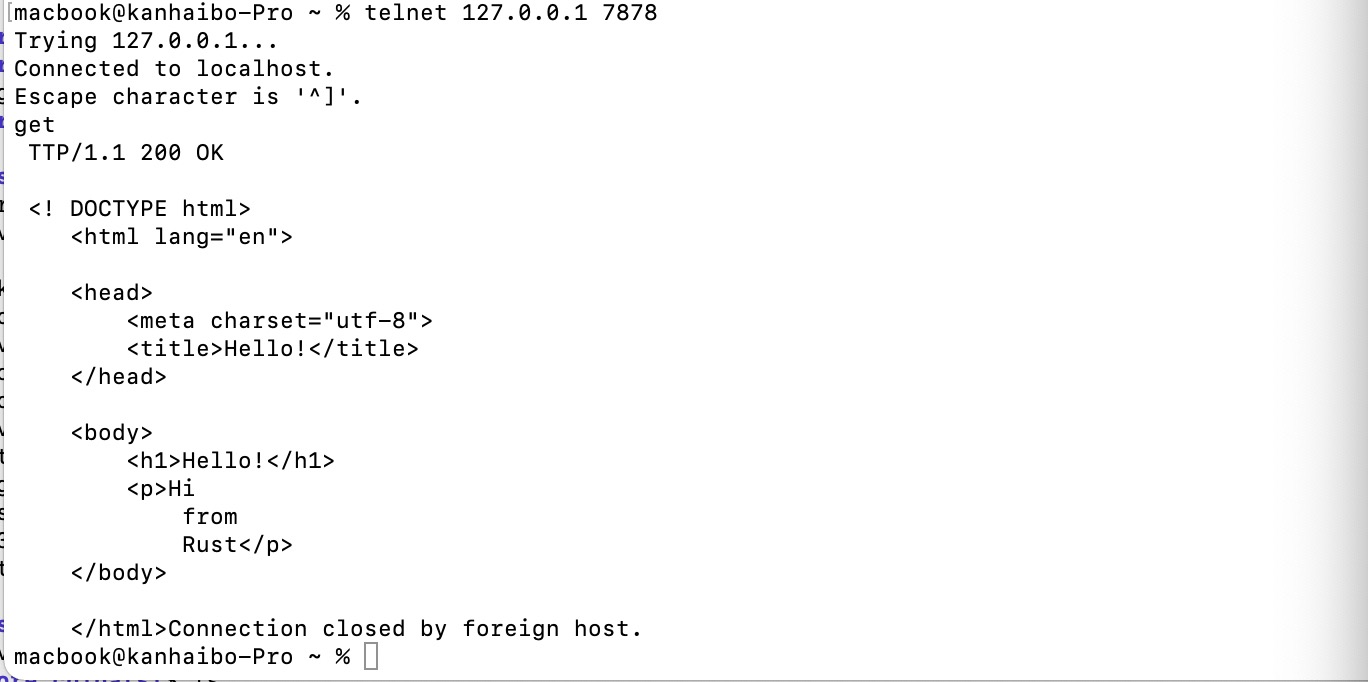 [macbook@kanhaibo-Pro ~ % telnet 127.0.0.1 7878
Trying 127.0.0.1...
Connected to localhost.
Escape character is '^]'.
get
 TTP/1.1 200 OK

 <! DOCTYPE html>
    <html lang="en">

    <head>
        <meta charset="utf-8">
        <title>Hello!</title>
    </head>

    <body>
        <h1>Hello!</h1>
        <p>Hi
            from
            Rust</p>
    </body>

    </html>Connection closed by foreign host.
macbook@kanhaibo-Pro ~ %